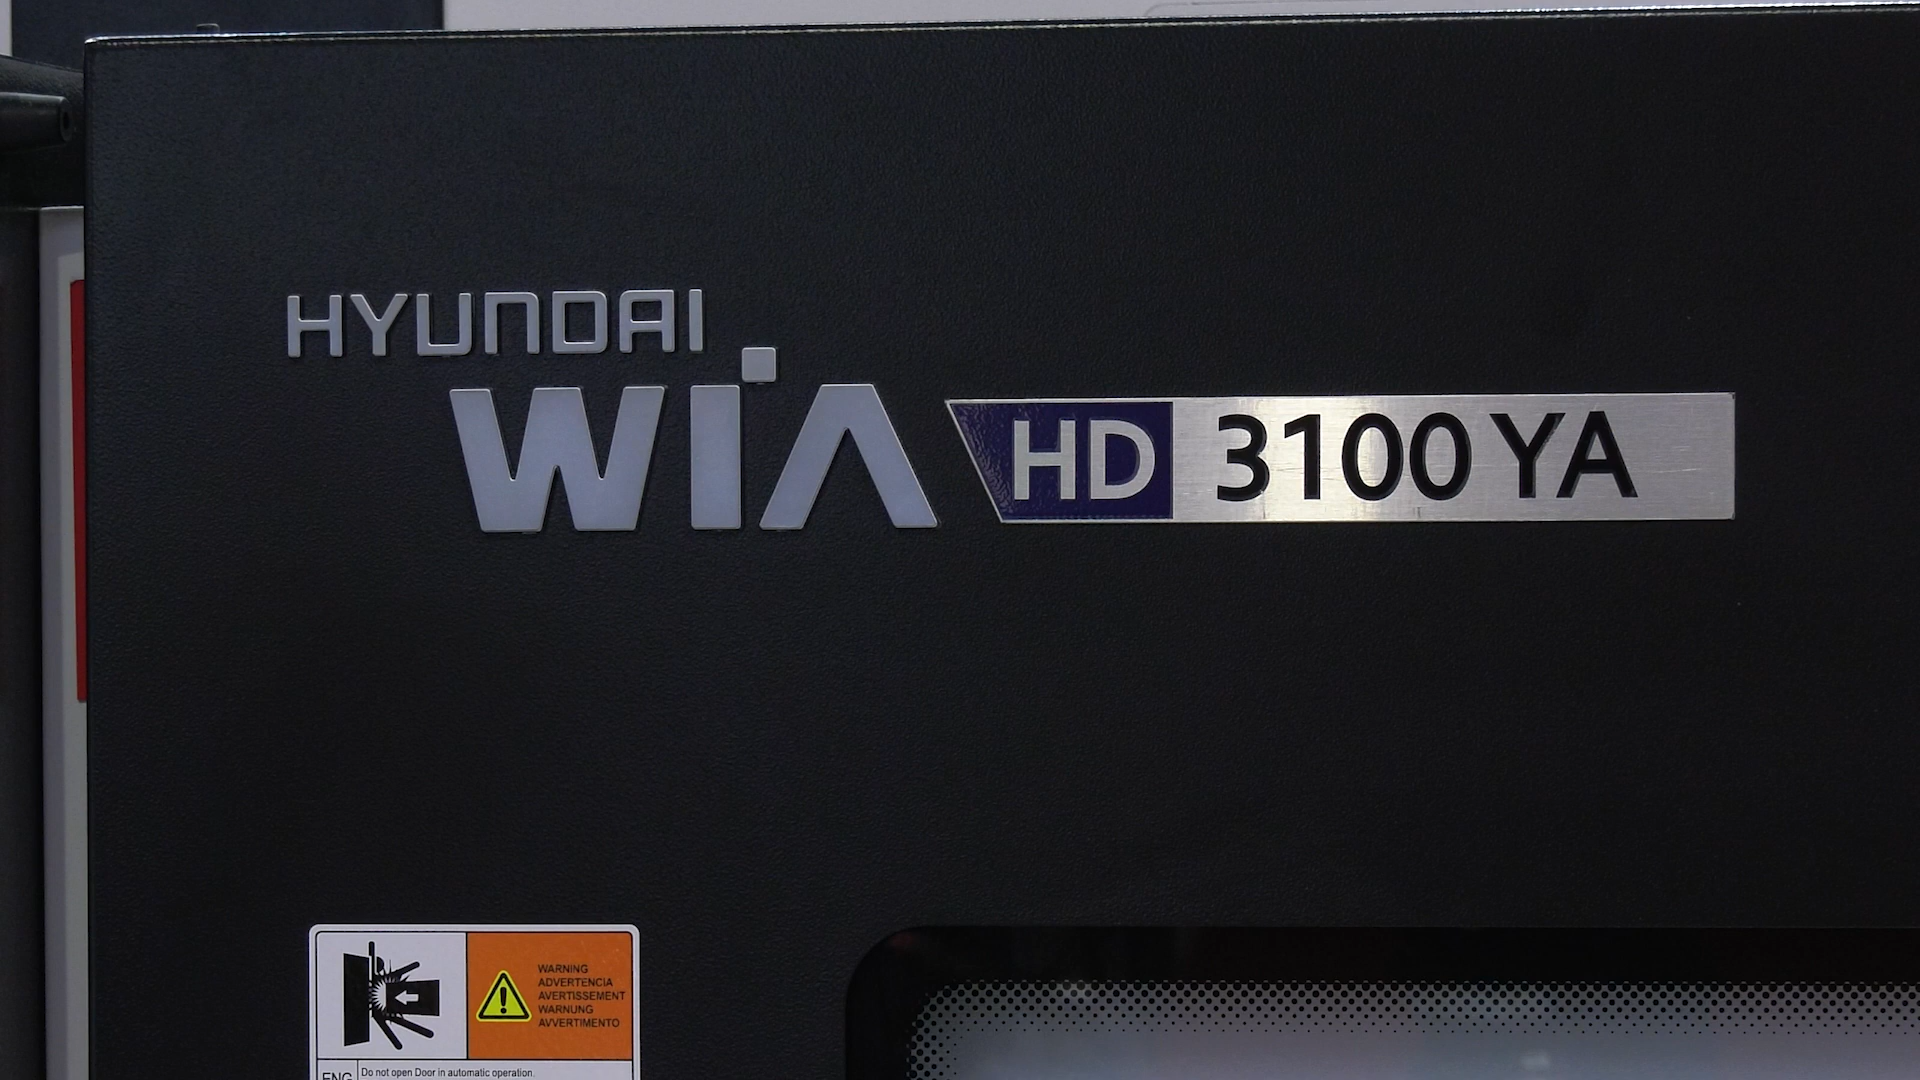 HYUNDAI
WIA
HD 3100 YA
WARNING
ADVERTENCIA
AVERTISSEMENT
WARNUNG
AVVERTIMENTO
ENG Do not open Door in automatic operation.